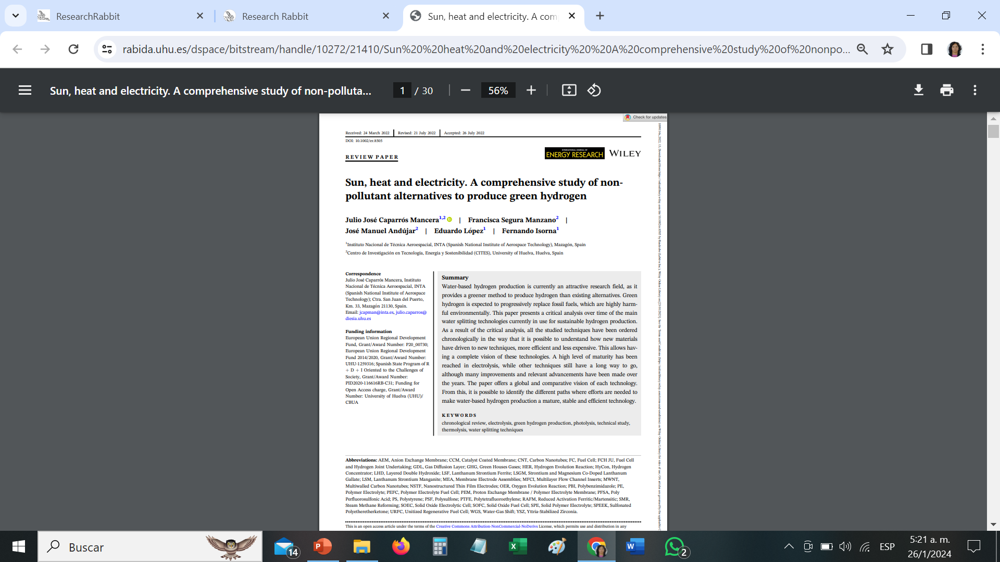 ResearchRabbit
Research Rabbit
Sun, heat and electricity. A com
rabida.uhu.es/dspace/bitstream/handle/10272/21410/Sun%20%20heat%20and%20electricity%20%20A%20comprehensive%20study%20of%20nonpo...
Sun, heat and electricity. A comprehensive study of non-polluta...
1 / 30
56%
Check for updates
Received: 24 March 2022 | Revised: 21 July 2022 | Accepted: 26 July 2022
DOI: 10.1002/er.8505
REVIEW PAPER
INTERNATIONAL JOURNAL OF
ENERGY RESEARCH
WILEY
Sun, heat and electricity. A comprehensive study of non-
pollutant alternatives to produce green hydrogen
Julio José Caparrós Mancera1,2 | Francisca Segura Manzano2 |
José Manuel Andújar2 | Eduardo López1 | Fernando Isorna1
1Instituto Nacional de Técnica Aeroespacial, INTA (Spanish National Institute of Aerospace Technology), Mazagón, Spain
2Centro de Investigación en Tecnología, Energía y Sostenibilidad (CITES), University of Huelva, Huelva, Spain
Correspondence
Julio José Caparrós Mancera, Instituto
Nacional de Técnica Aeroespacial, INTA
(Spanish National Institute of Aerospace
Technology); Ctra. San Juan del Puerto,
Km. 33, Mazagón 21130, Spain.
Email: jcapman@inta.es, julio.caparros@
diesia.uhu.es
Funding information
European Union Regional Development
Fund, Grant/Award Number: P20_00730;
European Union Regional Development
Fund 2014/2020, Grant/Award Number:
UHU-1259316; Spanish State Program of R
+ D + I Oriented to the Challenges of
Society, Grant/Award Number:
PID2020-116616RB-C31; Funding for
Open Access charge, Grant/Award
Number: University of Huelva (UHU)/
CBUA
Summary
Water-based hydrogen production is currently an attractive research field, as it
provides a greener method to produce hydrogen than existing alternatives. Green
hydrogen is expected to progressively replace fossil fuels, which are highly harm-
ful environmentally. This paper presents a critical analysis over time of the main
water splitting technologies currently in use for sustainable hydrogen production.
As a result of the critical analysis, all the studied techniques have been ordered
chronologically in the way that it is possible to understand how new materials
have driven to new techniques, more efficient and less expensive. This allows hav-
ing a complete vision of these technologies. A high level of maturity has been
reached in electrolysis, while other techniques still have a long way to go,
although many improvements and relevant advancements have been made over
the years. The paper offers a global and comparative vision of each technology.
From this, it is possible to identify the different paths where efforts are needed to
make water-based hydrogen production a mature, stable and efficient technology.
KEYWORDS
chronological review, electrolysis, green hydrogen production, photolysis, technical study,
thermolysis, water splitting techniques
Abbreviations: AEM, Anion Exchange Membrane; CCM, Catalyst Coated Membrane; CNT, Carbon Nanotubes; FC, Fuel Cell; FCH JU, Fuel Cell
and Hydrogen Joint Undertaking; GDL, Gas Diffusion Layer; GHG, Green Houses Gases; HER, Hydrogen Evolution Reaction; HyCon, Hydrogen
Concentrator; LHD, Layered Double Hydroxide; LSF, Lanthanum Strontium Ferrite; LSGM, Strontium and Magnesium Co-Doped Lanthanum
Gallate; LSM, Lanthanum Strontium Manganite; MEA, Membrane Electrode Assemblies; MFCI, Multilayer Flow Channel Inserts; MWNT,
Multiwalled Carbon Nanotubes; NSTF, Nanostructured Thin Film Electrodes; OER, Oxygen Evolution Reaction; PBI, Polybenzimidazole; PE,
Polymer Electrolyte; PEFC, Polymer Electrolyte Fuel Cell; PEM, Proton Exchange Membrane / Polymer Electrolyte Membrane; PFSA, Poly
Perfluorosulfonic Acid; PS, Polystyrene; PSF, Polysulfone; PTFE, Polytetrafluoroethylene; RAFM, Reduced Activation Ferritic/Martensitic; SMR,
Steam Methane Reforming; SOEC, Solid Oxide Electrolytic Cell; SOFC, Solid Oxide Fuel Cell; SPE, Solid Polymer Electrolyte; SPEEK, Sulfonated
Polyetheretherketone; URFC, Unitized Regenerative Fuel Cell; WGS, Water-Gas Shift; YSZ, Yttria-Stabilized Zirconia.
This is an open access article under the terms of the Creative Commons Attribution-NonCommercial-NoDerivs License, which permits use and distribution in any
Buscar
14
2
ESP
5:21 a. m.
26/1/2024